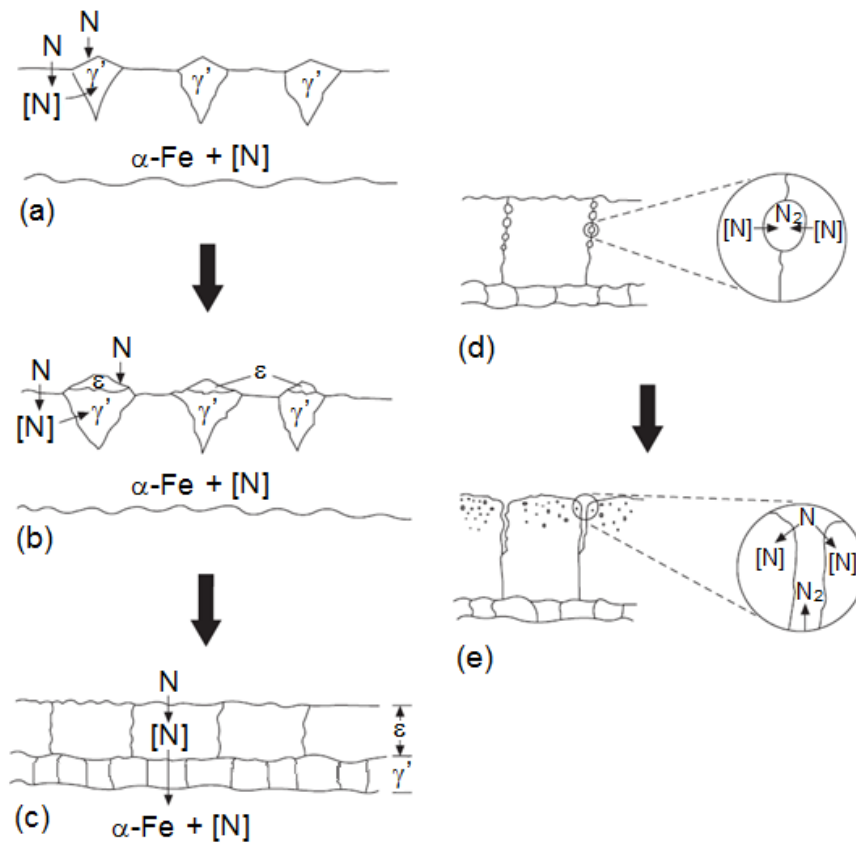 N
N
γ' γ' γ'
[N]
α-Fe + [N]
(a)
N
N
ε ε
γ' γ' γ'
[N]
α-Fe + [N]
(b)
N
[N]
ε
γ'
α-Fe + [N]
(c)
N₂
[N] [N]
(d)
N
[N] [N]
N₂
(e)